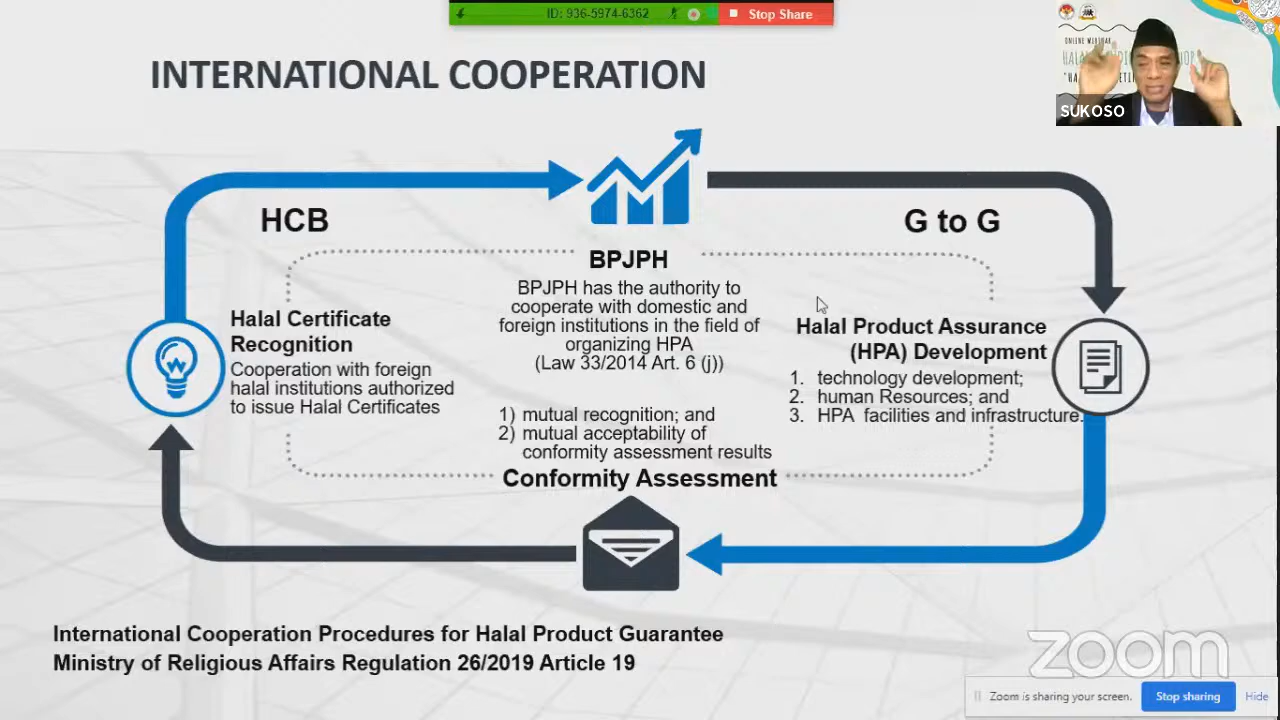 ID: 936-5974-6362
Stop Share
INTERNATIONAL COOPERATION
ONLINE WEBINAR
SUKOSO
HCB
G to G
BPJPH
BPJPH has the authority to
cooperate with domestic and
foreign institutions in the field of
organizing HPA
(Law 33/2014 Art. 6 (j))
Halal Certificate
Recognition
Cooperation with foreign
halal institutions authorized
to issue Halal Certificates
Halal Product Assurance
(HPA) Development
1. technology development;
2. human Resources; and
3. HPA facilities and infrastructure.
1) mutual recognition; and
2) mutual acceptability of
conformity assessment results
Conformity Assessment
International Cooperation Procedures for Halal Product Guarantee
Ministry of Religious Affairs Regulation 26/2019 Article 19
zoom
Zoom is sharing your screen.
Stop sharing
Hide